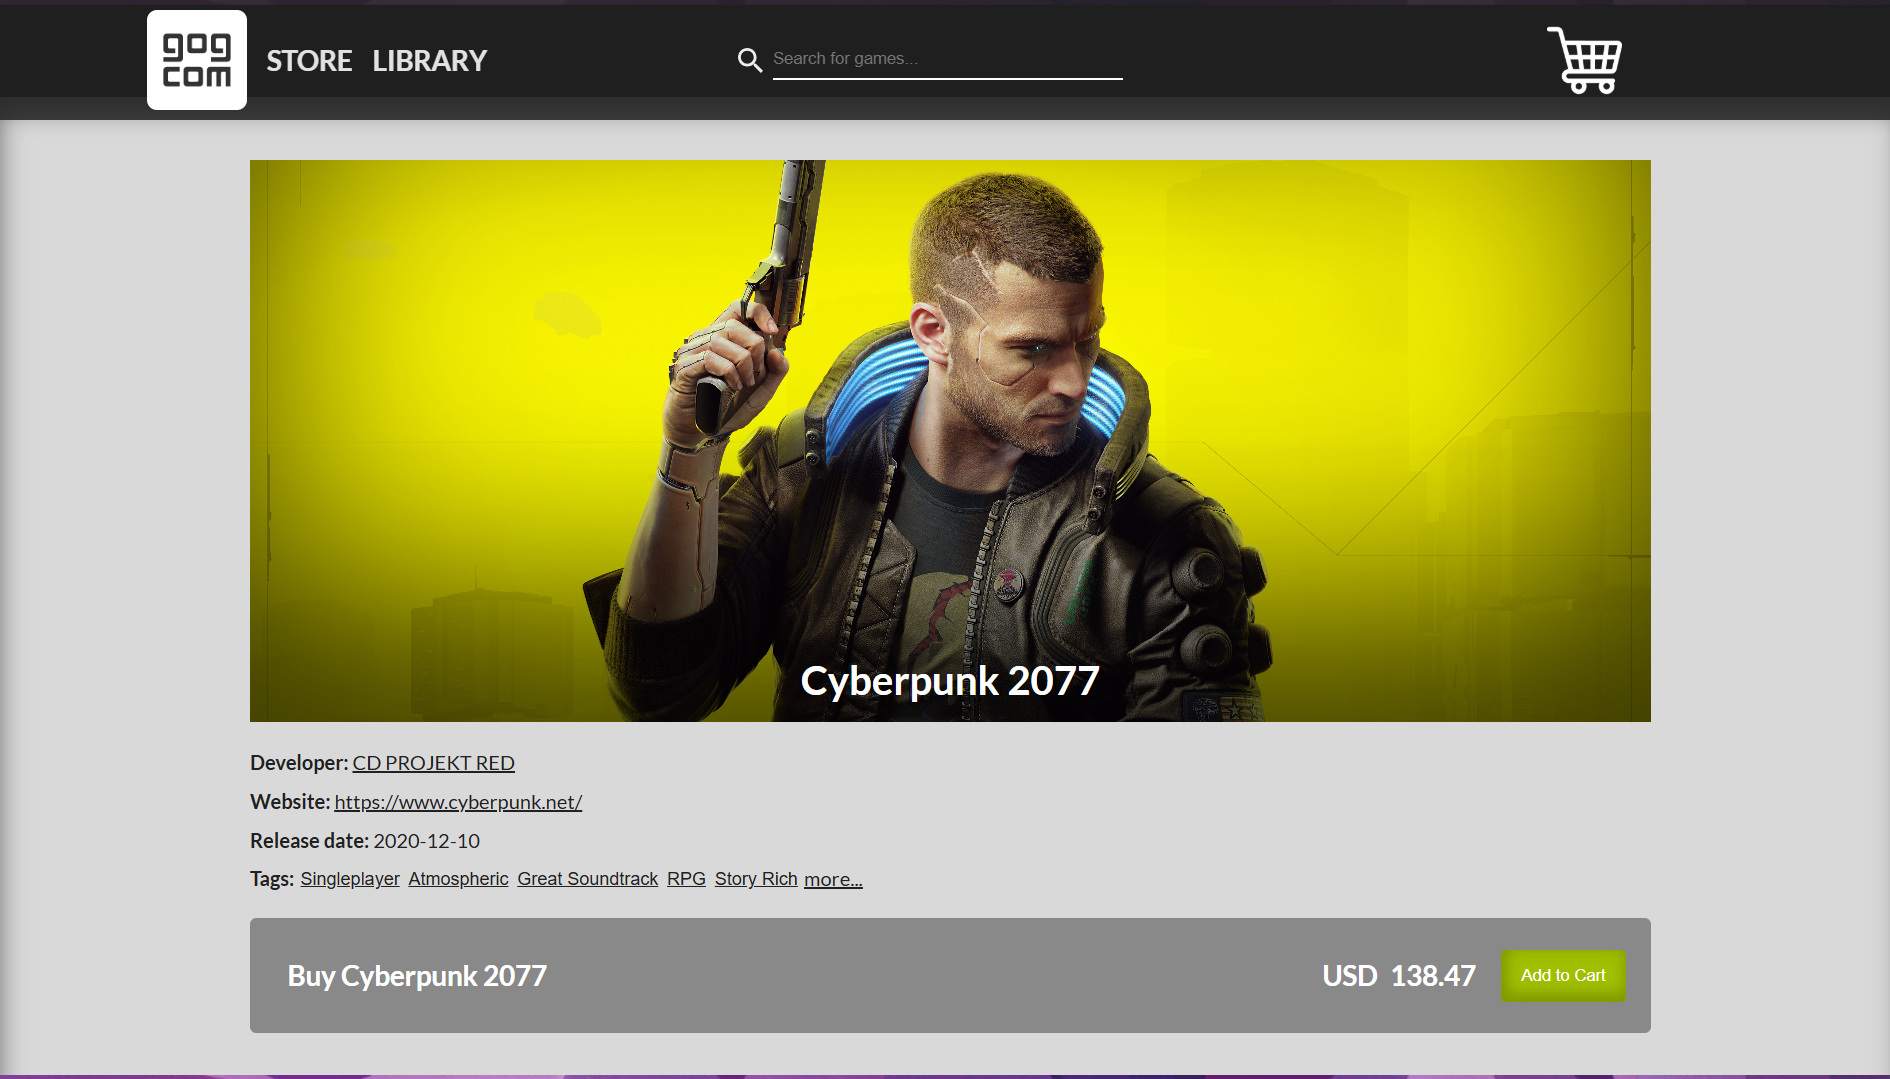 gog
com
STORE LIBRARY
Search for games...
Cyberpunk 2077
Developer: CD PROJEKT RED
Website: https://www.cyberpunk.net/
Release date: 2020-12-10
Tags: Singleplayer Atmospheric Great Soundtrack RPG Story Rich more...
Buy Cyberpunk 2077
USD 138.47
Add to Cart